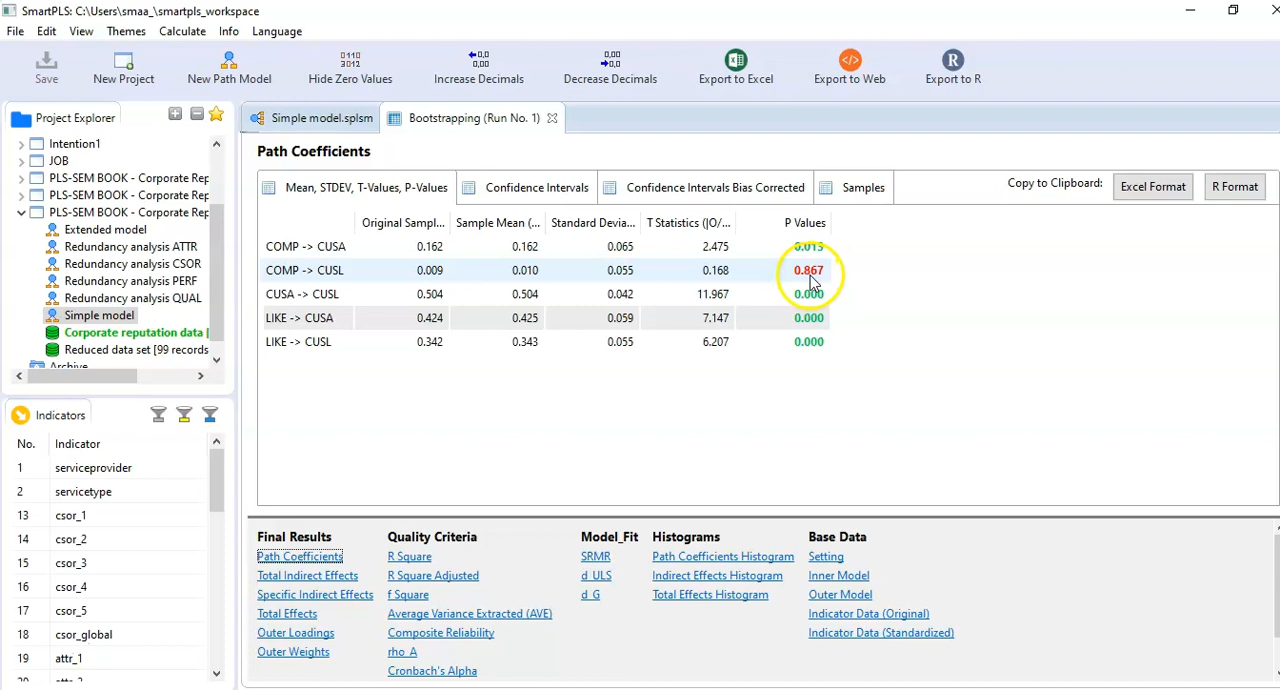 SmartPLS: C:\Users\smaa_\smartpls_workspace
File Edit View Themes Calculate Info Language
Save New Project New Path Model Hide Zero Values Increase Decimals Decrease Decimals Export to Excel Export to Web Export to R
Project Explorer
Intention1
JOB
PLS-SEM BOOK - Corporate Rep
PLS-SEM BOOK - Corporate Rep
PLS-SEM BOOK - Corporate Rep
Extended model
Redundancy analysis ATTR
Redundancy analysis CSOR
Redundancy analysis PERF
Redundancy analysis QUAL
Simple model
Corporate reputation data [
Reduced data set [99 records
Archive
Indicators
No. Indicator
1 serviceprovider
2 servicetype
13 csor_1
14 csor_2
15 csor_3
16 csor_4
17 csor_5
18 csor_global
19 attr_1
Simple model.splsm Bootstrapping (Run No. 1)
Path Coefficients
Mean, STDEV, T-Values, P-Values Confidence Intervals Confidence Intervals Bias Corrected Samples Copy to Clipboard: Excel Format R Format
Original Sampl... Sample Mean (... Standard Devia... T Statistics (|O/... P Values
COMP -> CUSA 0.162 0.162 0.065 2.475 0.013
COMP -> CUSL 0.009 0.010 0.055 0.168 0.867
CUSA -> CUSL 0.504 0.504 0.042 11.967 0.000
LIKE -> CUSA 0.424 0.425 0.059 7.147 0.000
LIKE -> CUSL 0.342 0.343 0.055 6.207 0.000
Final Results
Path Coefficients
Total Indirect Effects
Specific Indirect Effects
Total Effects
Outer Loadings
Outer Weights
Quality Criteria
R Square
R Square Adjusted
f Square
Average Variance Extracted (AVE)
Composite Reliability
rho_A
Cronbach's Alpha
Model_Fit
SRMR
d_ULS
d_G
Histograms
Path Coefficients Histogram
Indirect Effects Histogram
Total Effects Histogram
Base Data
Setting
Inner Model
Outer Model
Indicator Data (Original)
Indicator Data (Standardized)